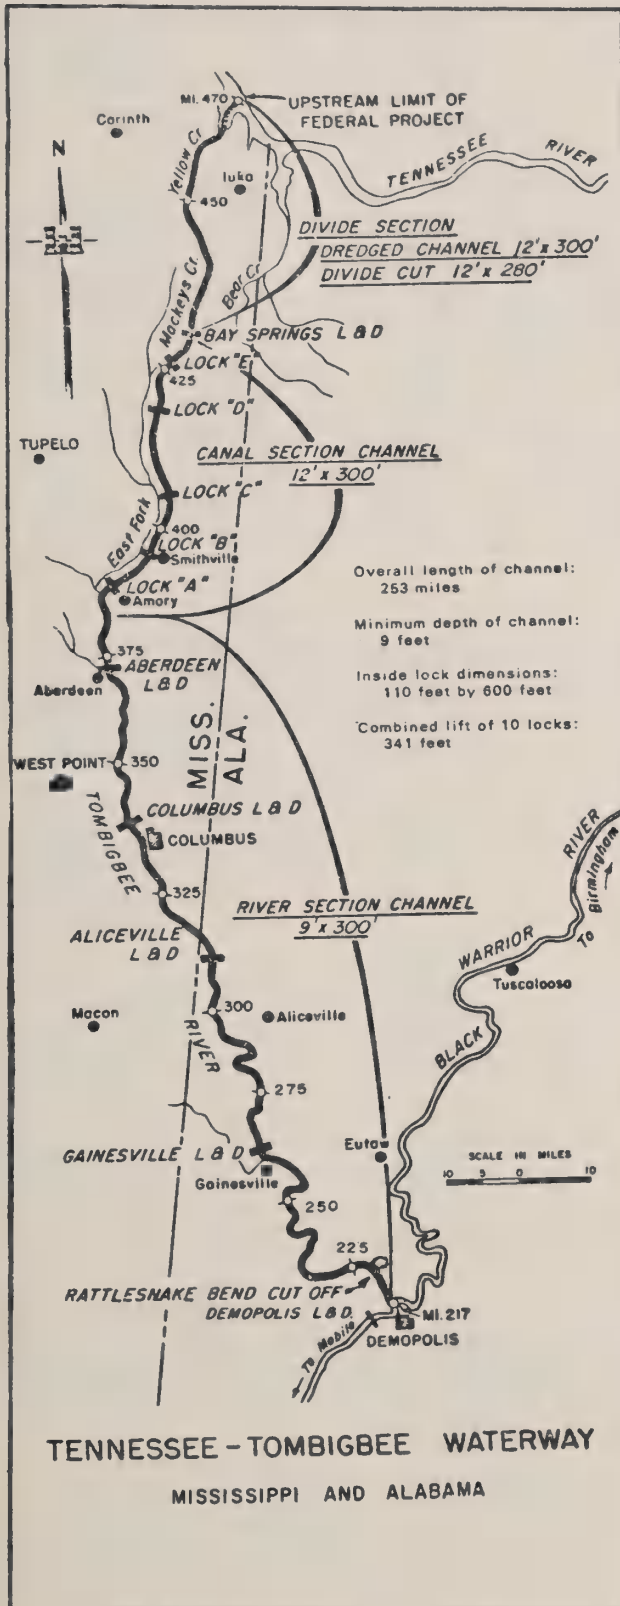 MI. 470
UPSTREAM LIMIT OF
FEDERAL PROJECT
Corinth
N
Yellow Cr.
Iuka
TENNESSEE
RIVER
450
DIVIDE SECTION
DREDGED CHANNEL 12' x 300'
DIVIDE CUT 12' x 280'
Mackeys Cr.
Bear Cr
BAY SPRINGS L & D
LOCK "E"
425
LOCK "D"
TUPELO
CANAL SECTION CHANNEL
12' x 300'
LOCK "C"
400
East Fork
LOCK "B"
Smithville
LOCK "A"
Amory
Overall length of channel:
253 miles
Minimum depth of channel:
9 feet
Inside lock dimensions:
110 feet by 600 feet
Combined lift of 10 locks:
341 feet
375
ABERDEEN
L & D
Aberdeen
MISS.
ALA.
WEST POINT
350
TOMBIGBEE
COLUMBUS L & D
COLUMBUS
325
RIVER SECTION CHANNEL
9' x 300'
ALICEVILLE
L & D
RIVER
To Birmingham
WARRIOR
Tuscaloosa
BLACK
300
Aliceville
Macon
RIVER
275
GAINESVILLE L & D
Gainesville
Eutaw
SCALE IN MILES
10 5 0 10
250
225
RATTLESNAKE BEND CUT OFF
DEMOPOLIS L & D.
MI. 217
DEMOPOLIS
To Mobile
TENNESSEE - TOMBIGBEE WATERWAY
MISSISSIPPI AND ALABAMA